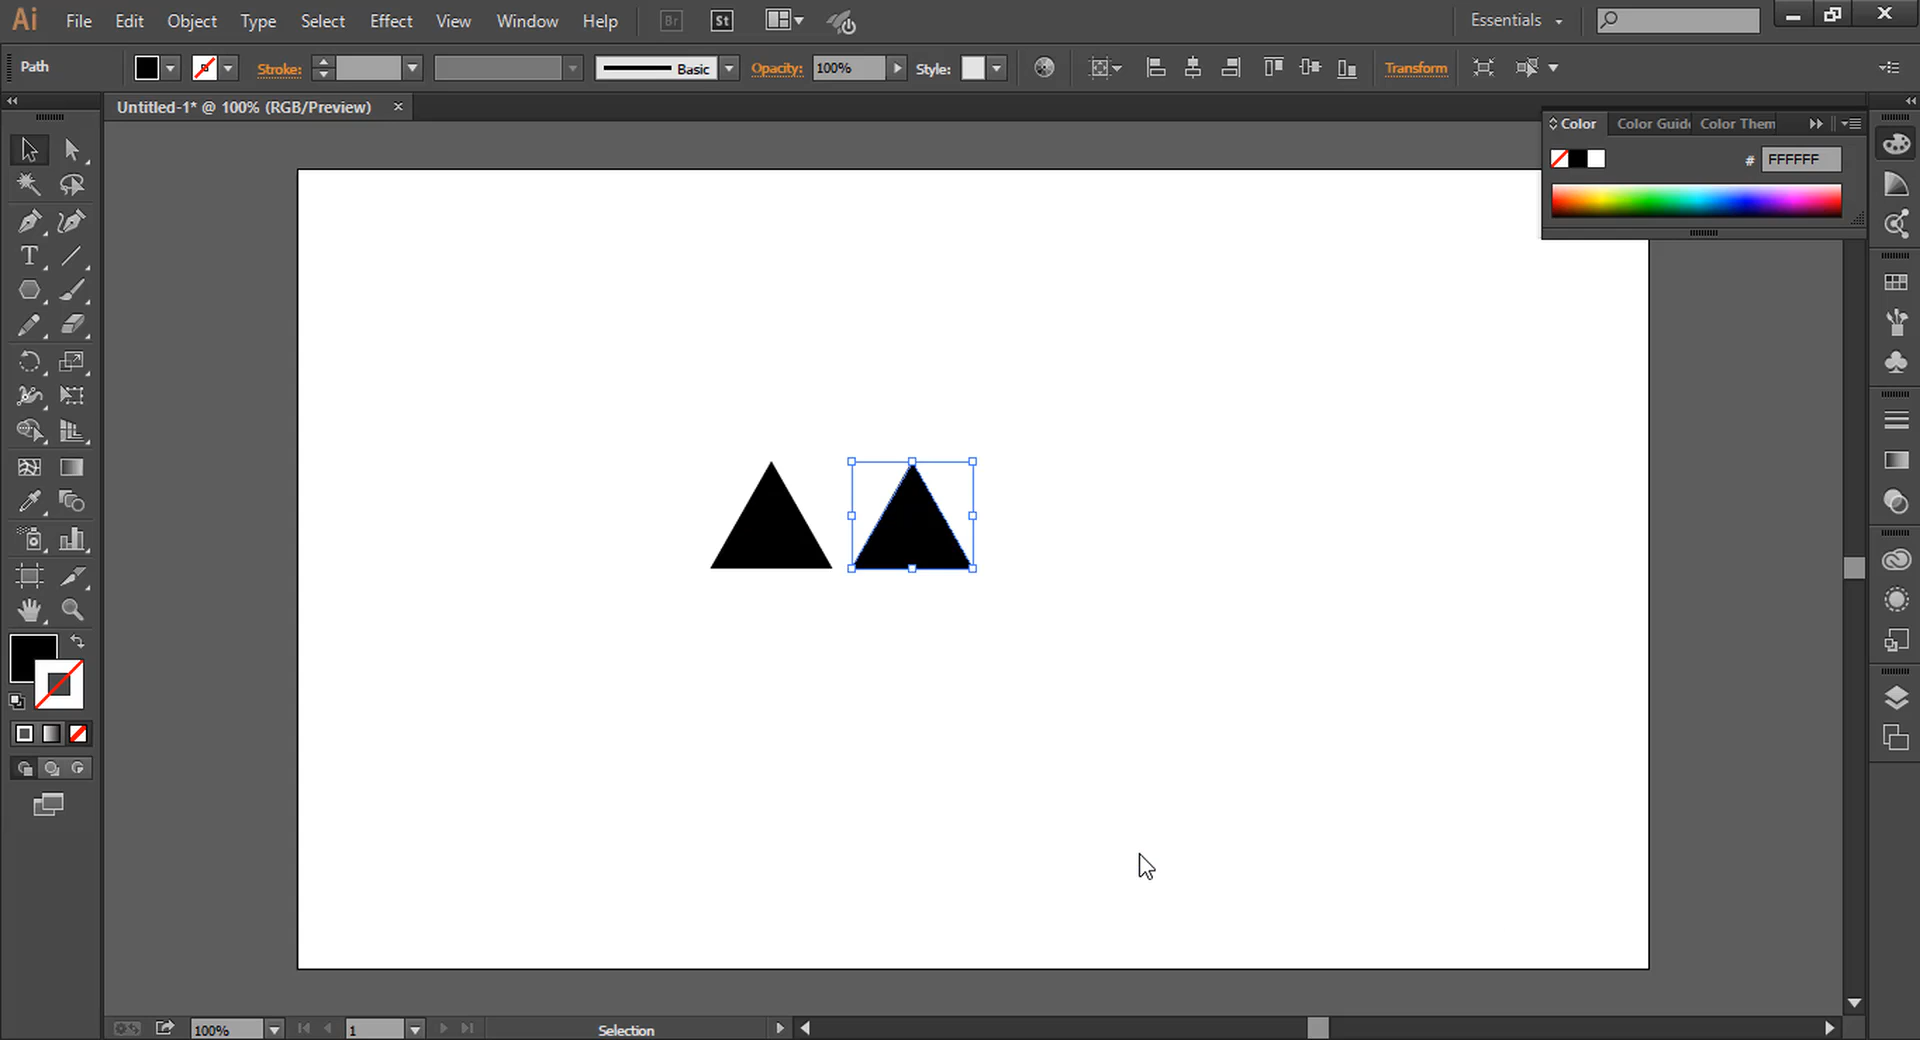 Ai File Edit Object Type Select Effect View Window Help Br St Essentials
Path Stroke: Basic Opacity: 100% Style: Transform
Untitled-1* @ 100% (RGB/Preview)
Color Color Guid Color Them
# FFFFFF
T
100% 1 Selection